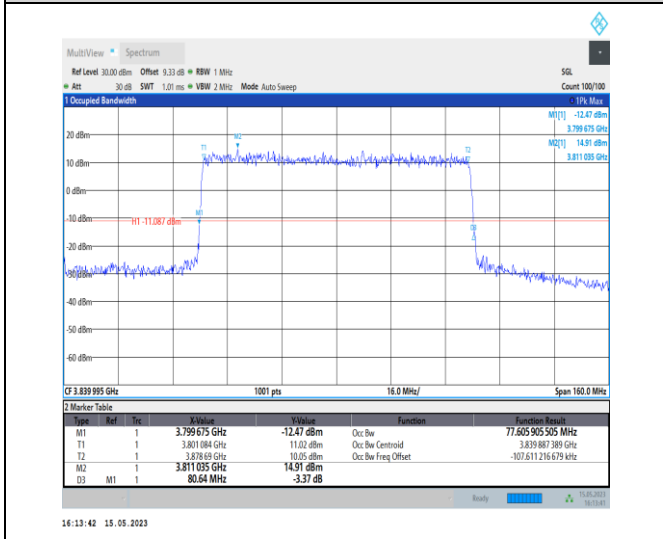 MultiView Spectrum
Ref Level 30.00 dBm Offset 9.33 dB RBW 1 MHz SGL
Att 30 dB SWT 1.01 ms VBW 2 MHz Mode Auto Sweep Count 100/100
1 Occupied Bandwidth 1Pk Max
M1[1] -12.47 dBm
3.799 675 GHz
M2[1] 14.91 dBm
3.811 035 GHz
20 dBm
M2
T1
T2
10 dBm
0 dBm
M1
-10 dBm
H1 -11.087 dBm
D3
-20 dBm
-30 dBm
-40 dBm
-50 dBm
-60 dBm
CF 3.839 995 GHz 1001 pts 16.0 MHz/ Span 160.0 MHz
2 Marker Table
Type Ref Trc X-Value Y-Value Function Function Result
M1 1 3.799 675 GHz -12.47 dBm Occ Bw 77.605 905 505 MHz
T1 1 3.801 084 GHz 11.02 dBm Occ Bw Centroid 3.839 887 389 GHz
T2 1 3.878 69 GHz 10.05 dBm Occ Bw Freq Offset -107.611 216 679 kHz
M2 1 3.811 035 GHz 14.91 dBm
D3 M1 1 80.64 MHz -3.37 dB
Ready 15.05.2023
16:13:41
16:13:42 15.05.2023